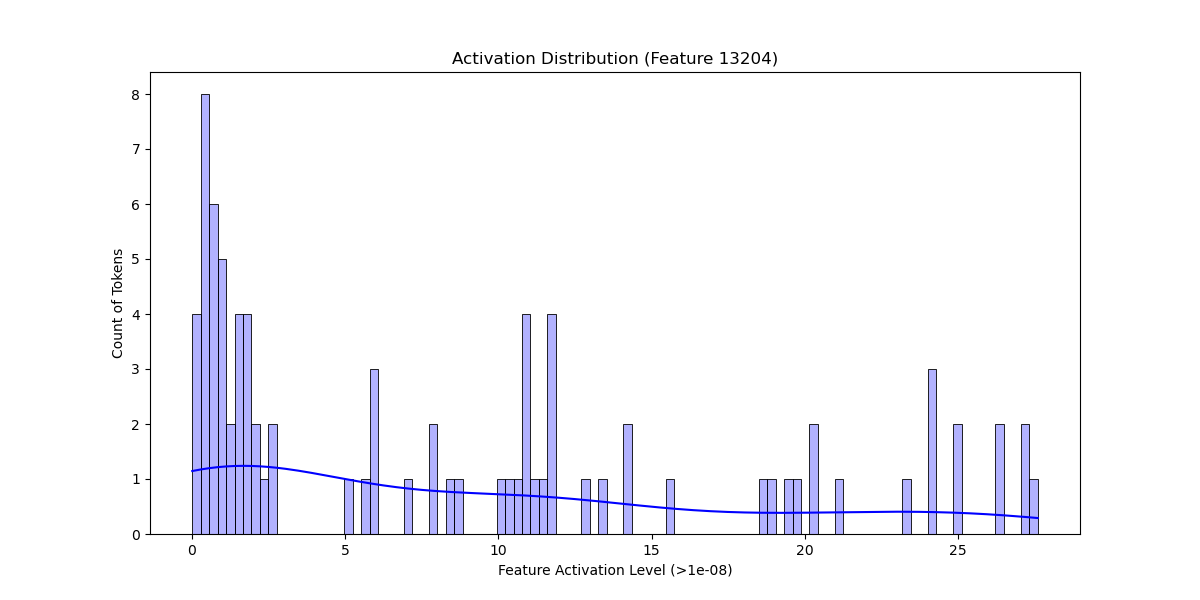 Activation Distribution (Feature 13204)
Count of Tokens
8
7
6
5
4
3
2
1
0
0 5 10 15 20 25
Feature Activation Level (>1e-08)